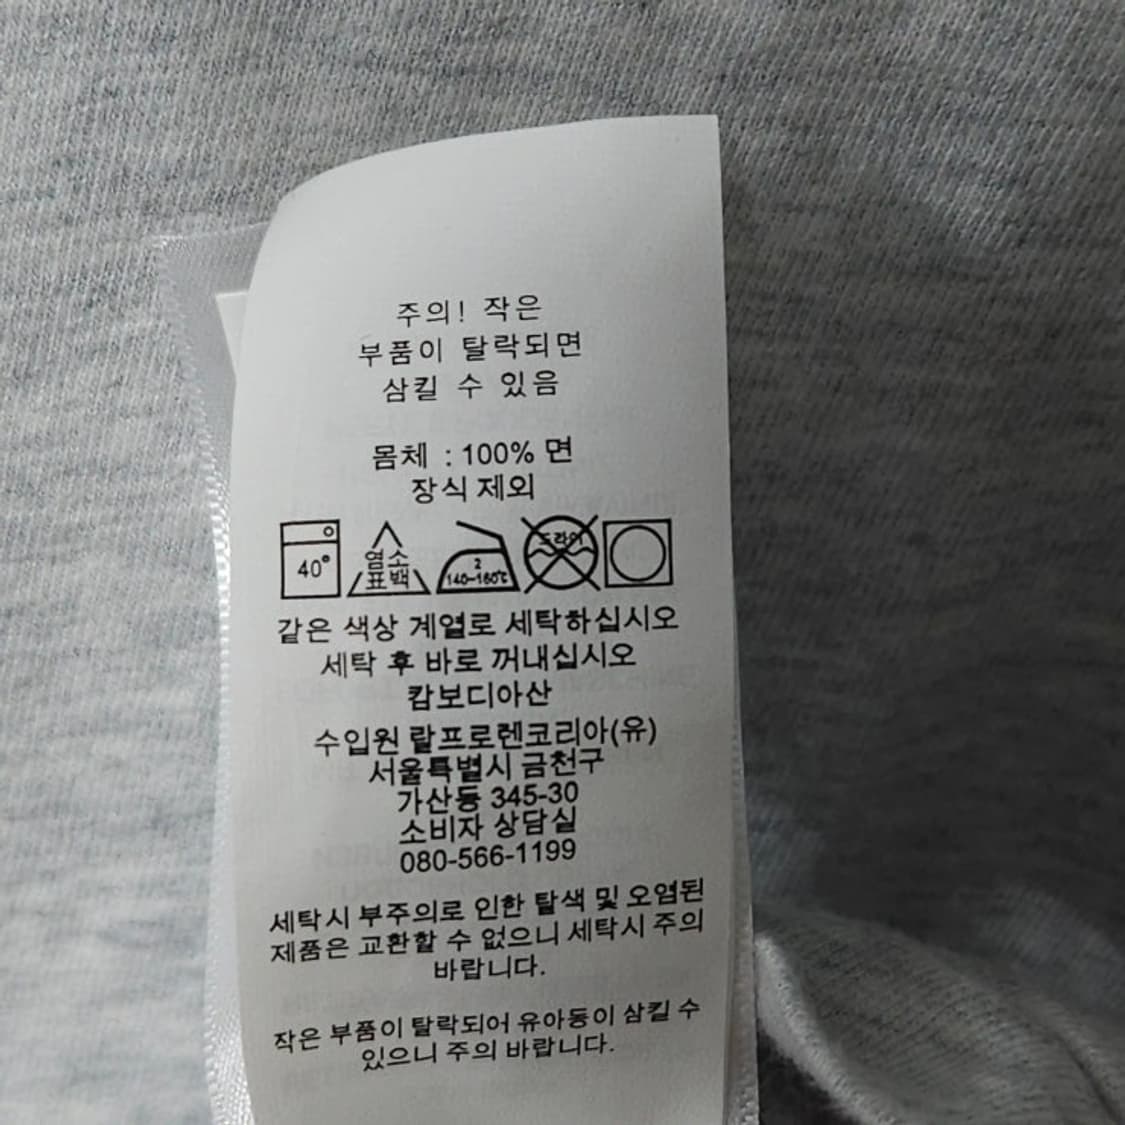 주의! 작은
부품이 탈락되면
삼킬 수 있음
몸체 : 100% 면
장식 제외
40°
염소
표백
2
140~160℃
드라이
같은 색상 계열로 세탁하십시오
세탁 후 바로 꺼내십시오
캄보디아산
수입원 랄프로렌코리아(유)
서울특별시 금천구
가산동 345-30
소비자 상담실
080-566-1199
세탁시 부주의로 인한 탈색 및 오염된
제품은 교환할 수 없으니 세탁시 주의
바랍니다.
작은 부품이 탈락되어 유아동이 삼킬 수
있으니 주의 바랍니다.